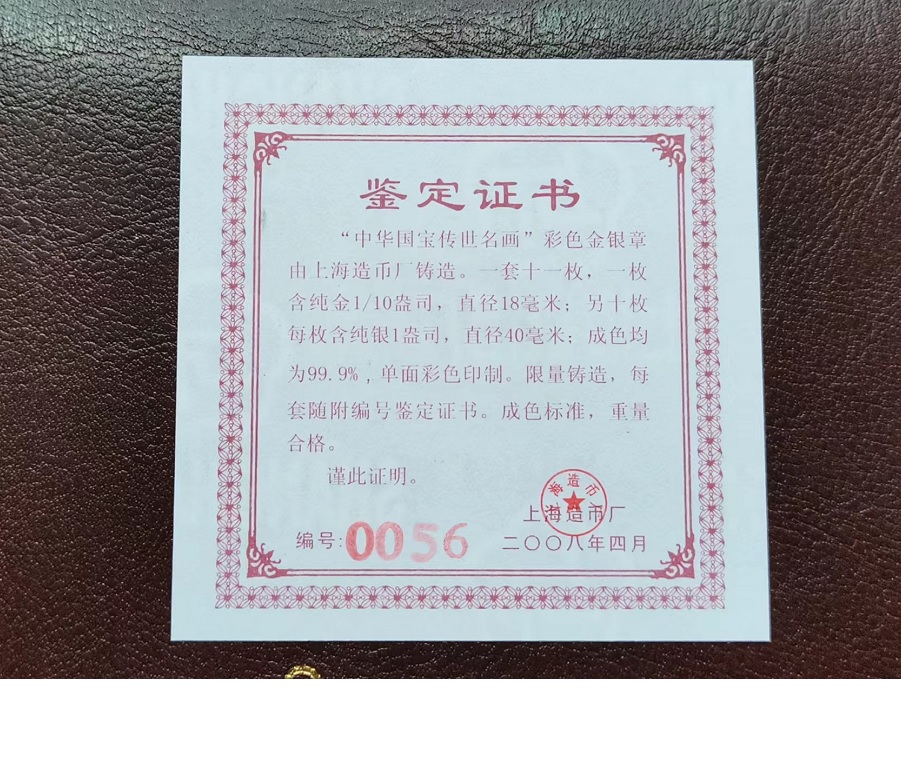 鉴定证书
“中华国宝传世名画”彩色金银章
由上海造币厂铸造。一套十一枚，一枚
含纯金1/10盎司，直径18毫米；另十枚
每枚含纯银1盎司，直径40毫米；成色均
为99.9%,单面彩色印制。限量铸造，每
套随附编号鉴定证书。成色标准，重量
合格。
谨此证明。
上海造币厂
海造币
编号:0056
二〇〇八年四月